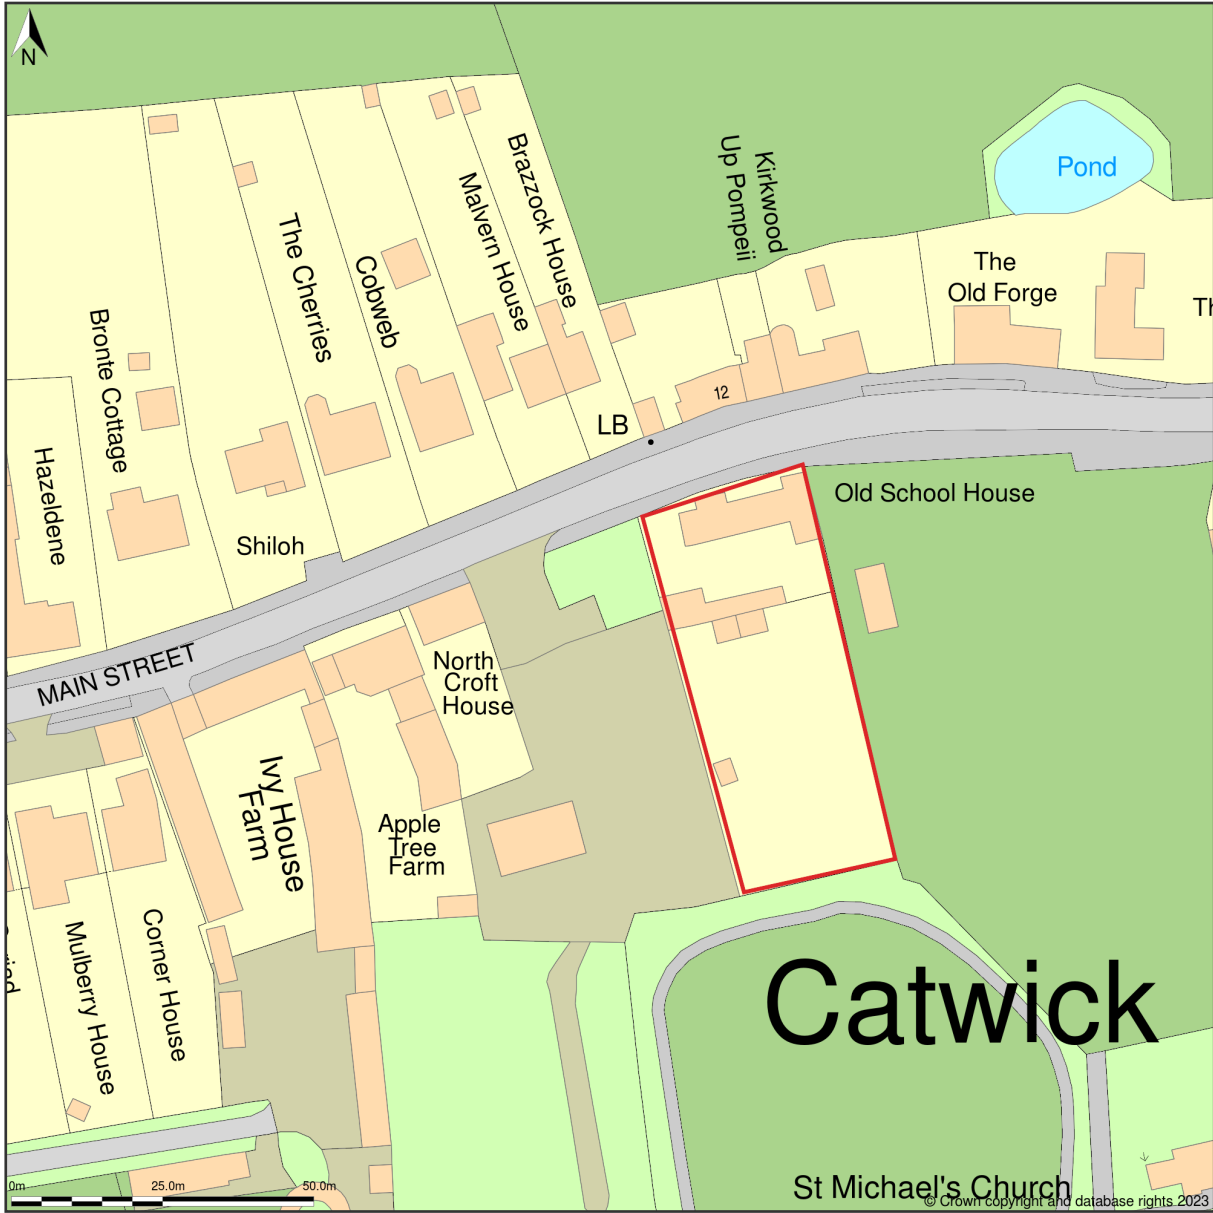 N
Pond
Kirkwood
Up Pompeii
Brazzock House
Malvern House
The Cherries
Cobweb
The
Old Forge
Bronte Cottage
12
LB
Hazeldene
Old School House
Shiloh
MAIN STREET
North
Croft
House
Ivy House
Farm
Apple
Tree
Farm
Corner House
Mulberry House
Catwick
St Michael's Church
0m
25.0m
50.0m
© Crown copyright and database rights 2023